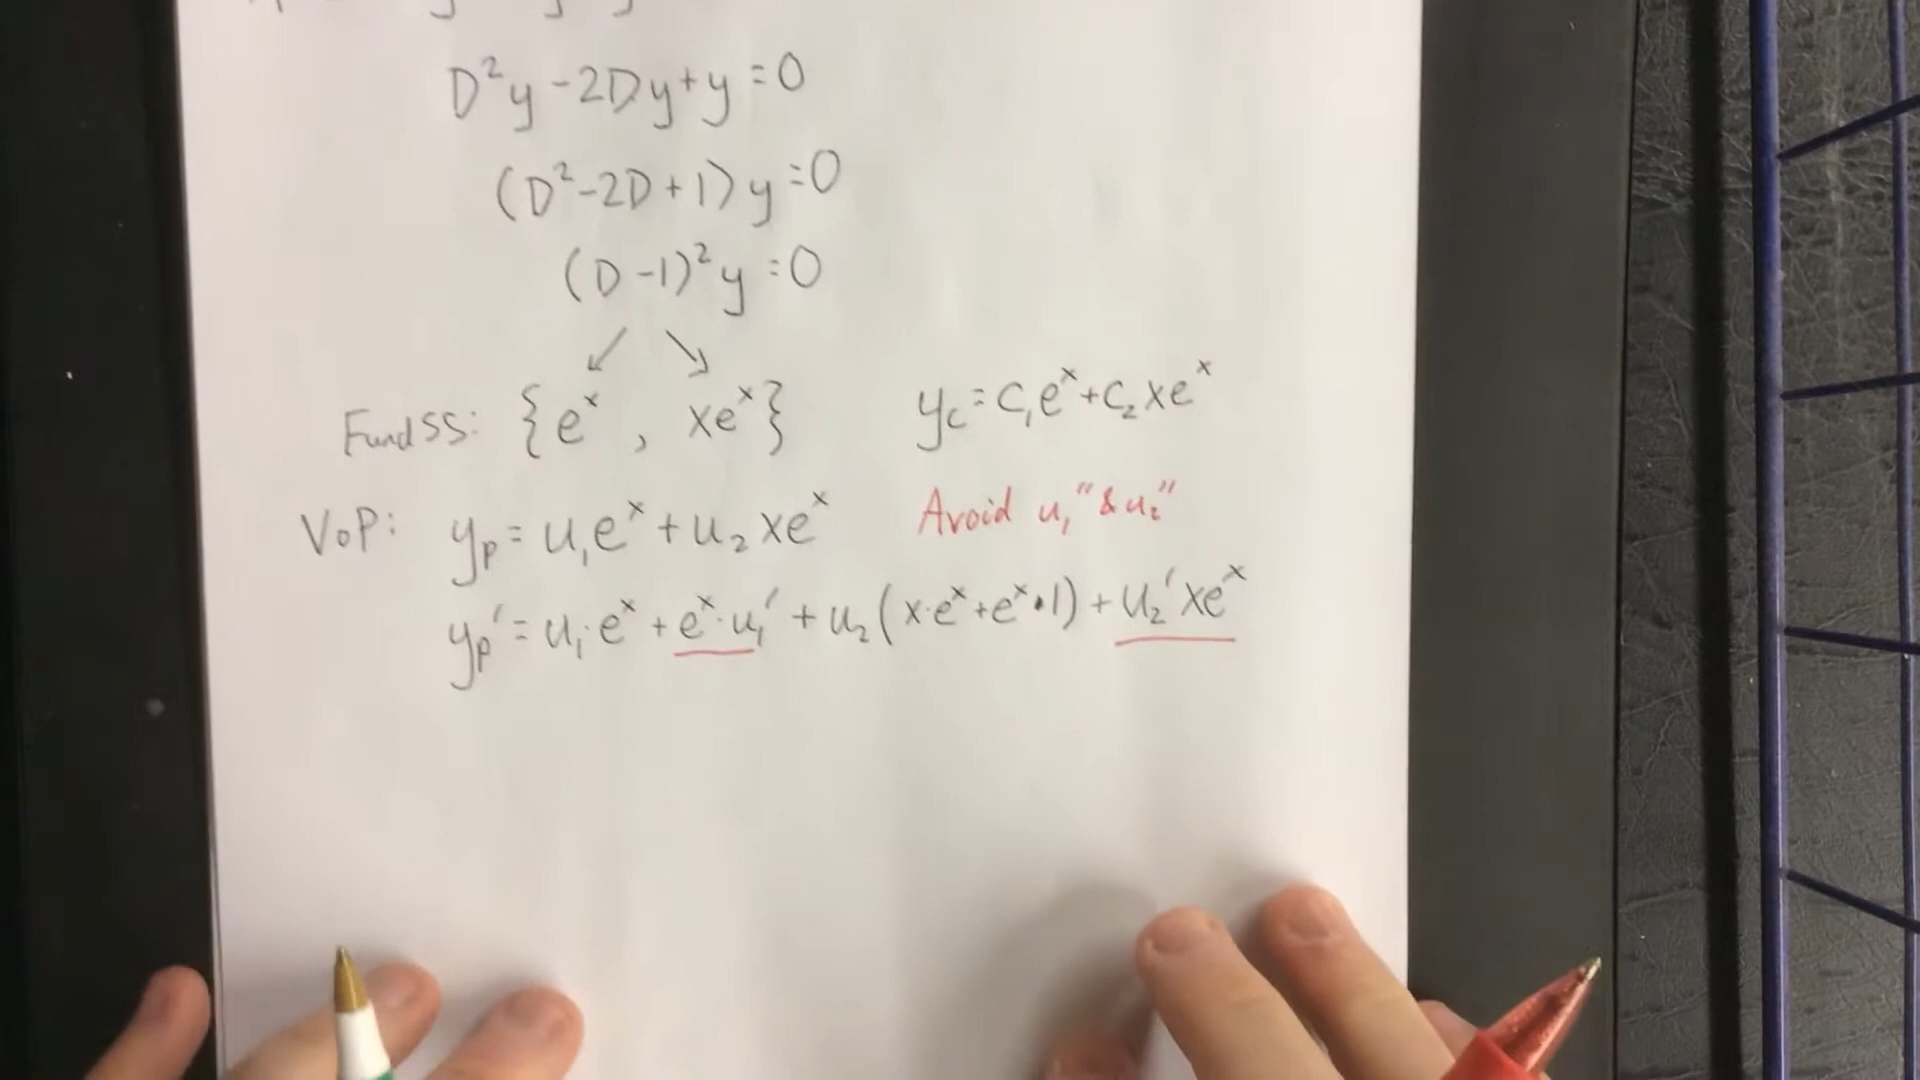 D²y -2Dy+y =0
(D²-2D+1)y =0
(D-1)²y =0
↙ ↘
Fund SS: {eˣ, xeˣ} y_c = c₁eˣ+c₂xeˣ
VoP: y_p = u₁eˣ + u₂xeˣ Avoid u₁" & u₂"
y_p' = u₁·eˣ + eˣ·u₁' + u₂(x·eˣ+eˣ·1) + u₂'xeˣ